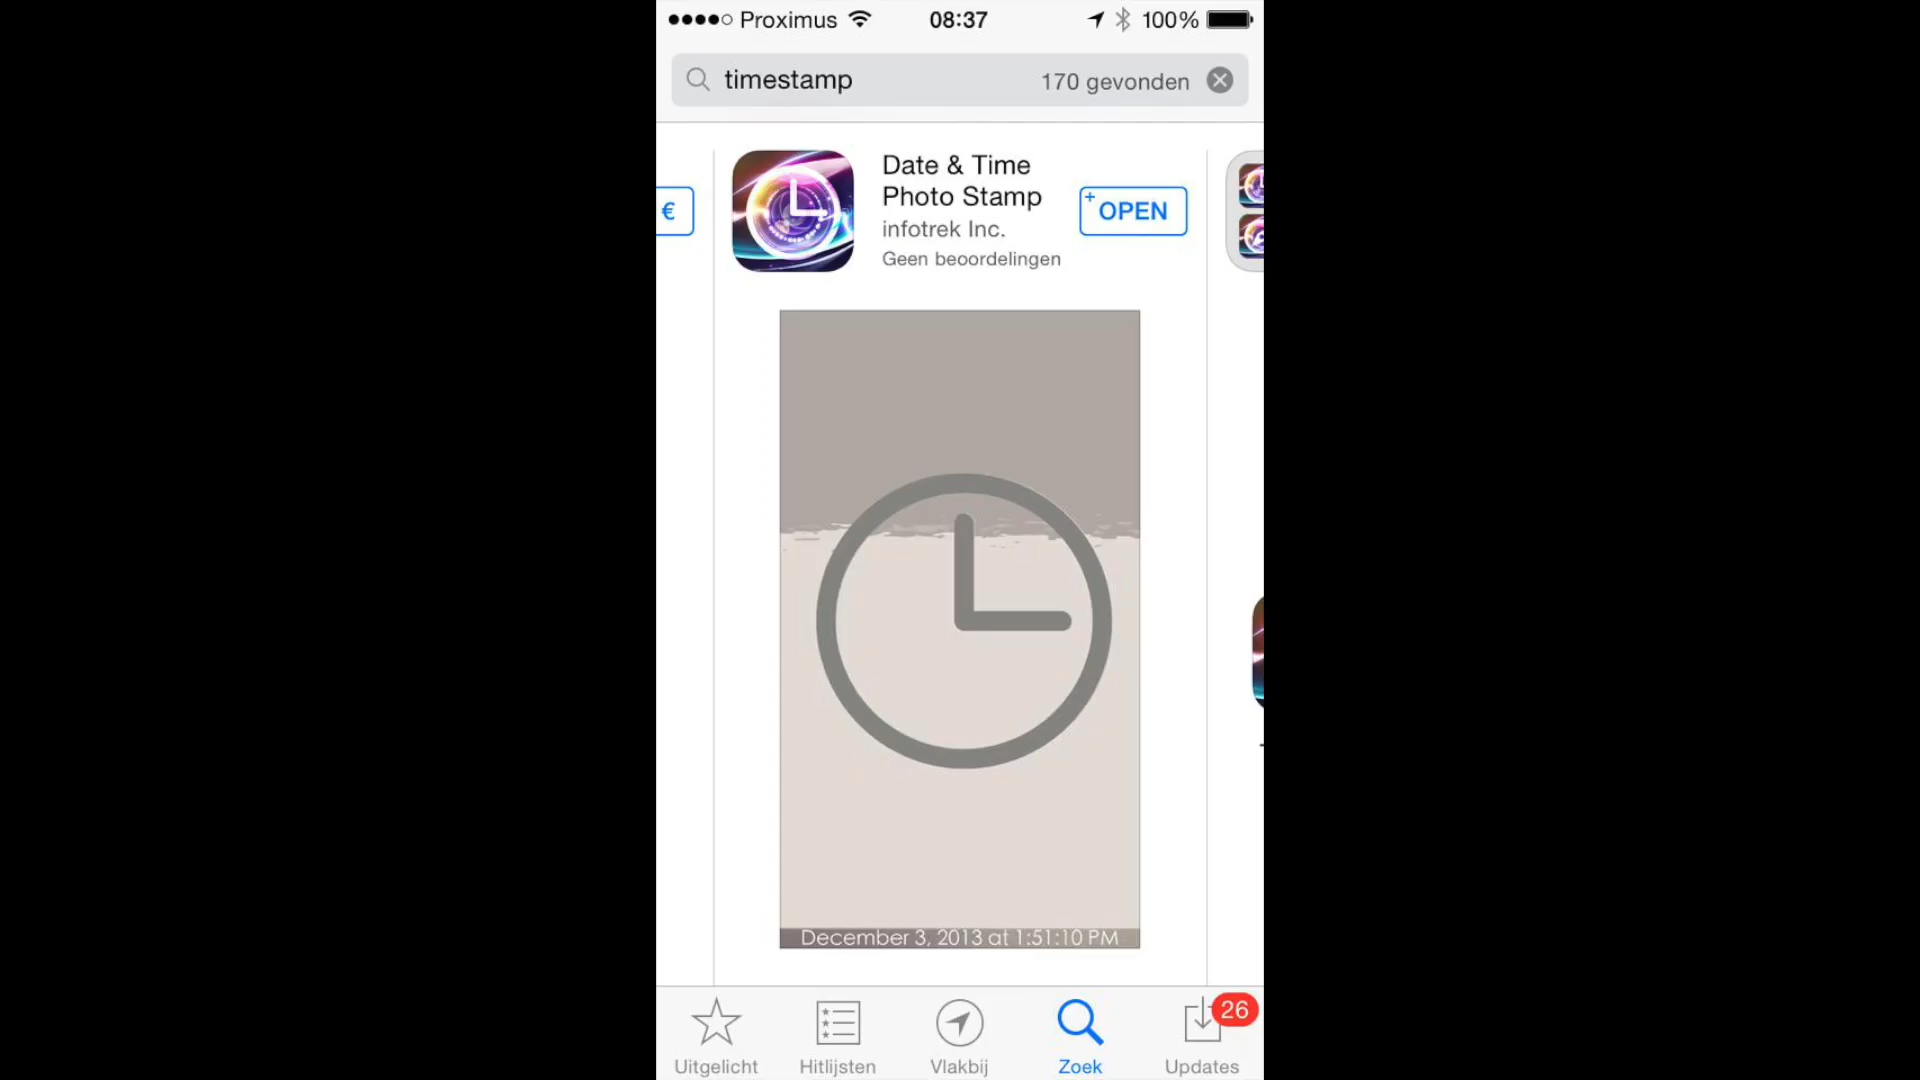 Proximus 08:37 100%
timestamp 170 gevonden
€
Date & Time
Photo Stamp
+OPEN
infotrek Inc.
Geen beoordelingen
December 3, 2013 at 1:51:10 PM
26
Uitgelicht Hitlijsten Vlakbij Zoek Updates